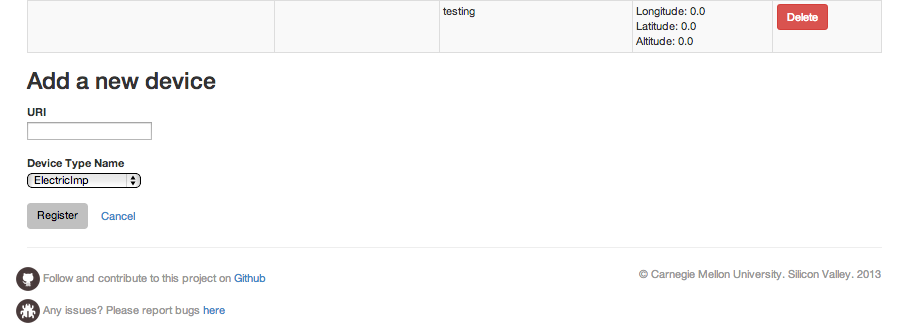 testing
Longitude: 0.0
Latitude: 0.0
Altitude: 0.0
Delete
Add a new device
URI
Device Type Name
ElectricImp
Register
Cancel
Follow and contribute to this project on Github
© Carnegie Mellon University. Silicon Valley. 2013
Any issues? Please report bugs here